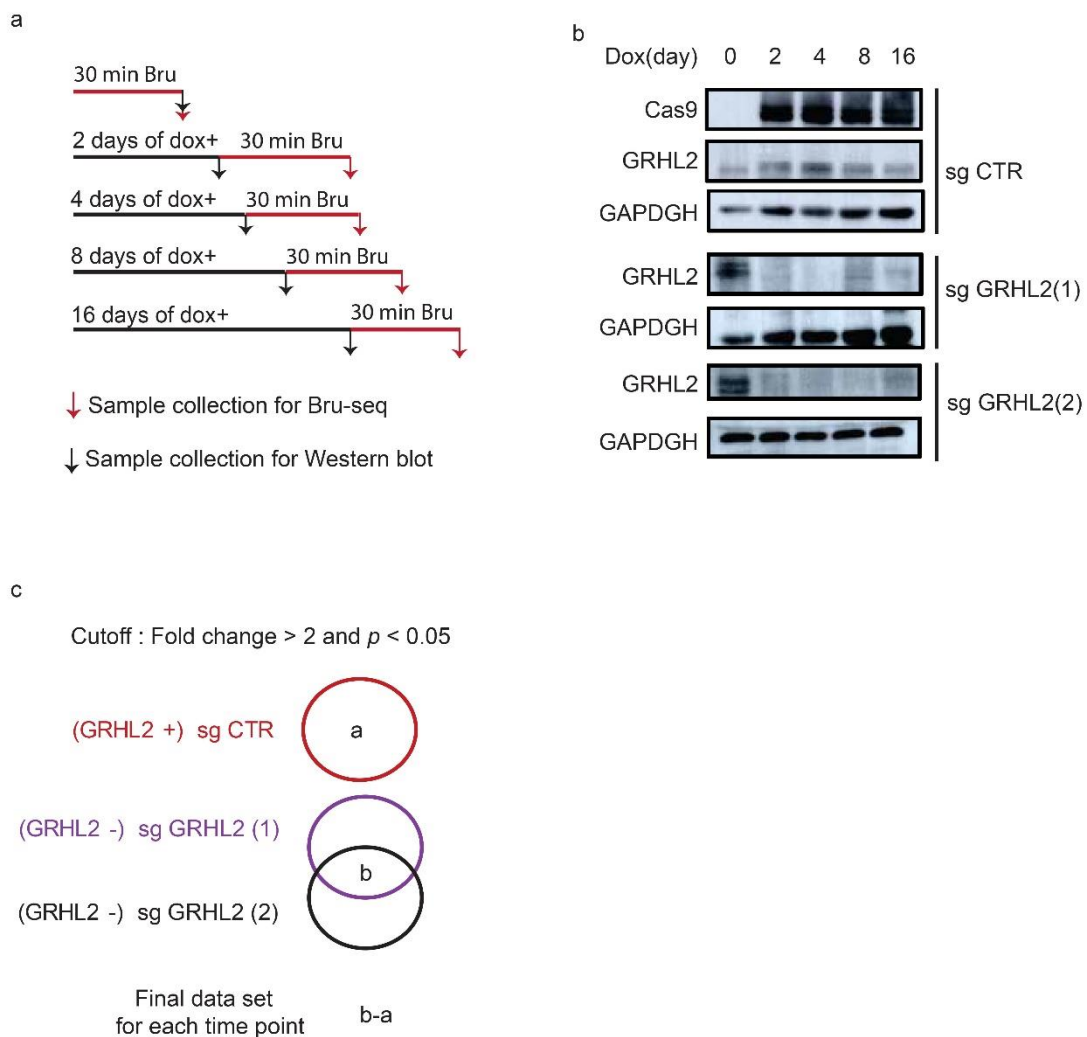 a
30 min Bru
2 days of dox+ 30 min Bru
4 days of dox+ 30 min Bru
8 days of dox+ 30 min Bru
16 days of dox+ 30 min Bru
Sample collection for Bru-seq
Sample collection for Western blot
b
Dox(day) 0 2 4 8 16
Cas9
GRHL2
GAPDGH
sg CTR
GRHL2
GAPDGH
sg GRHL2(1)
GRHL2
GAPDGH
sg GRHL2(2)
c
Cutoff : Fold change > 2 and p < 0.05
(GRHL2 +) sg CTR
a
(GRHL2 -) sg GRHL2 (1)
b
(GRHL2 -) sg GRHL2 (2)
Final data set
for each time point
b-a